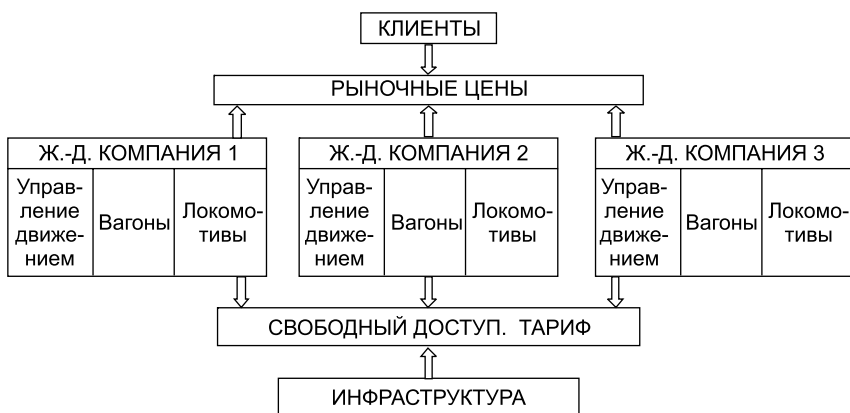 КЛИЕНТЫ
РЫНОЧНЫЕ ЦЕНЫ
Ж.-Д. КОМПАНИЯ 1
Управ-
ление
движе-
нием
Вагоны
Локомо-
тивы
Ж.-Д. КОМПАНИЯ 2
Управ-
ление
движе-
нием
Вагоны
Локомо-
тивы
Ж.-Д. КОМПАНИЯ 3
Управ-
ление
движе-
нием
Вагоны
Локомо-
тивы
СВОБОДНЫЙ ДОСТУП. ТАРИФ
ИНФРАСТРУКТУРА